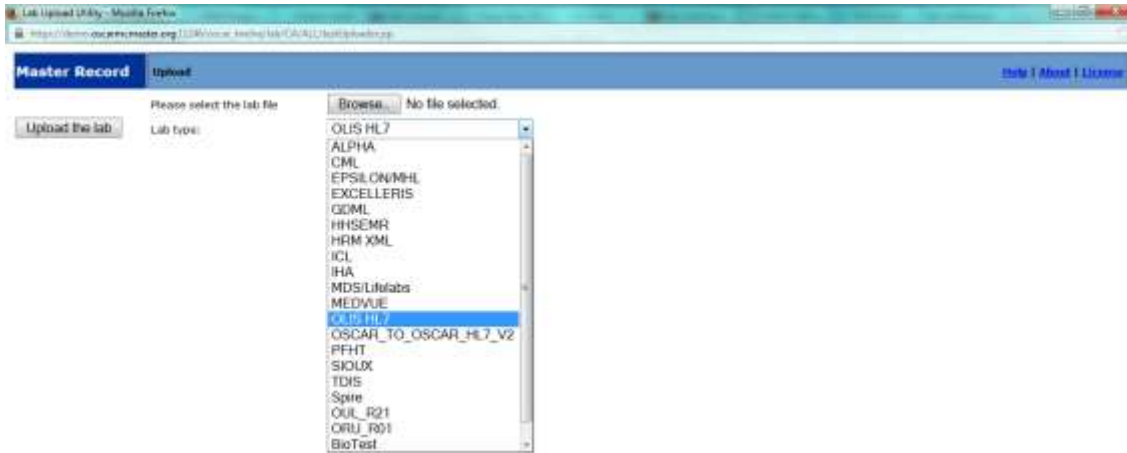 Lab Upload Utility - Mozilla Firefox
Master Record Upload Help | About | License
Please select the lab file Browse... No file selected.
Upload the lab Lab type: OLIS HL7
ALPHA
CML
EPSILON/MHL
EXCELLERIS
GDML
HHSEMR
HRM XML
ICL
IHA
MDS/Lifelabs
MEDVUE
OLIS HL7
OSCAR_TO_OSCAR_HL7_V2
PFHT
SIOUX
TDIS
Spire
OUL_R21
ORU_R01
BioTest